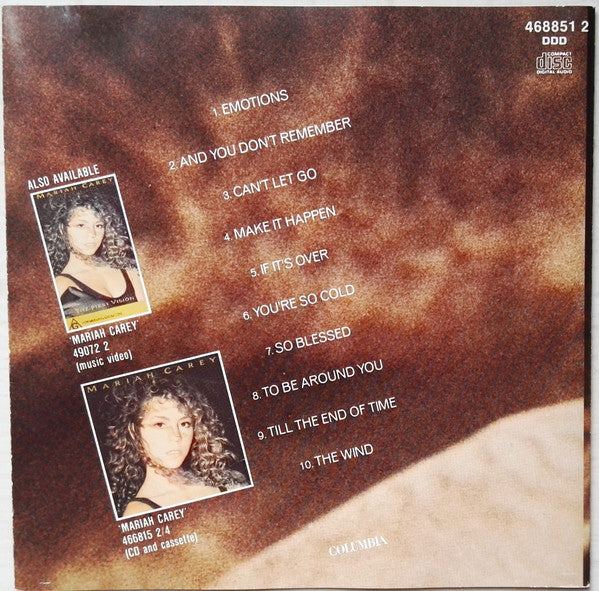 468851 2
DDD
COMPACT
disc
DIGITAL AUDIO
1. EMOTIONS
2. AND YOU DON'T REMEMBER
3. CAN'T LET GO
4. MAKE IT HAPPEN
5. IF IT'S OVER
6. YOU'RE SO COLD
7. SO BLESSED
8. TO BE AROUND YOU
9. TILL THE END OF TIME
10. THE WIND
ALSO AVAILABLE
MARIAH CAREY
THE FIRST VISION
'MARIAH CAREY'
49072 2
(music video)
MARIAH CAREY
'MARIAH CAREY'
466815 2/4
(CD and cassette)
COLUMBIA